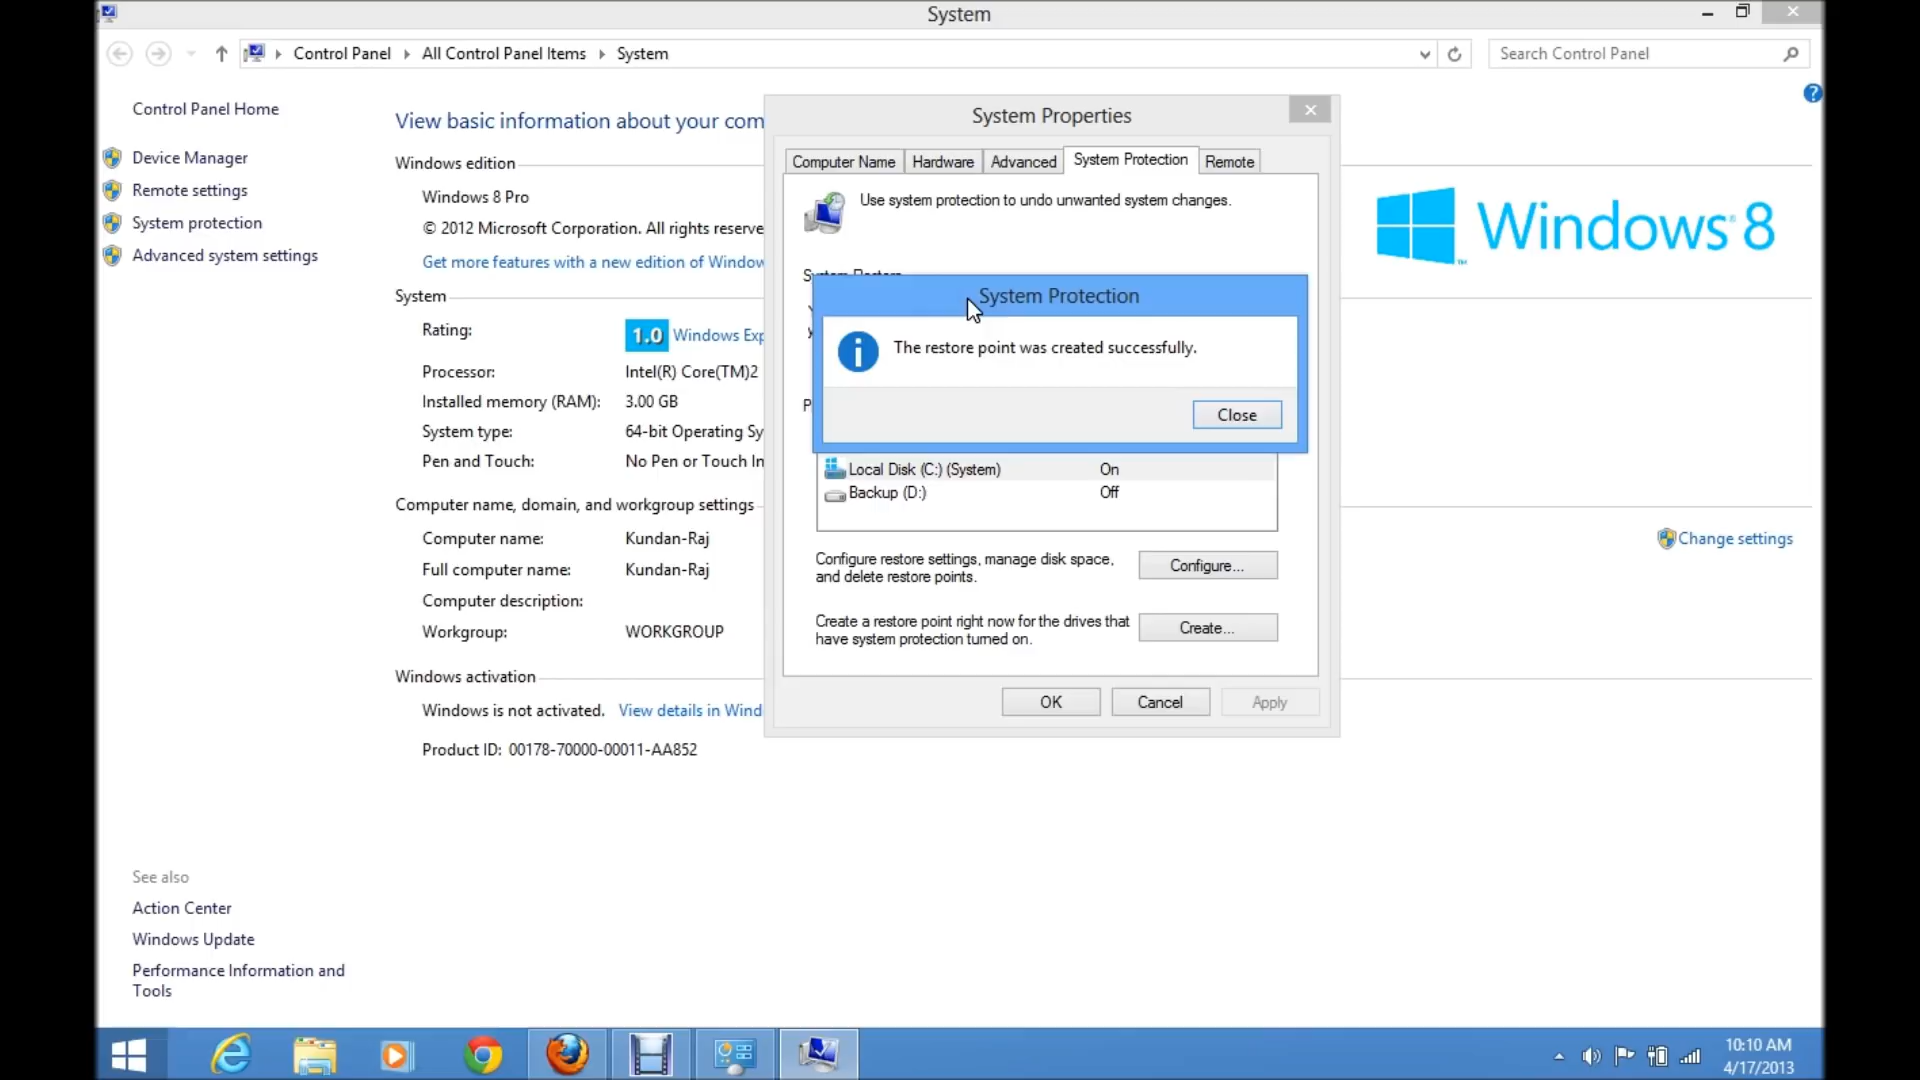 System
Control Panel
All Control Panel Items
System
Search Control Panel
Control Panel Home
Device Manager
Remote settings
System protection
Advanced system settings
View basic information about your com
Windows edition
Windows 8 Pro
© 2012 Microsoft Corporation. All rights reserve
Get more features with a new edition of Window
System
Rating:
1.0 Windows Exp
Processor:
Intel(R) Core(TM)2
Installed memory (RAM):
3.00 GB
System type:
64-bit Operating Sy
Pen and Touch:
No Pen or Touch In
Computer name, domain, and workgroup settings
Computer name:
Kundan-Raj
Full computer name:
Kundan-Raj
Computer description:
Workgroup:
WORKGROUP
Windows activation
Windows is not activated. View details in Wind
Product ID: 00178-70000-00011-AA852
System Properties
Computer Name
Hardware
Advanced
System Protection
Remote
Use system protection to undo unwanted system changes.
System Protection
The restore point was created successfully.
Close
Local Disk (C:) (System) On
Backup (D:) Off
Configure restore settings, manage disk space,
and delete restore points.
Configure...
Create a restore point right now for the drives that
have system protection turned on.
Create...
OK
Cancel
Apply
Windows 8
Change settings
See also
Action Center
Windows Update
Performance Information and
Tools
10:10 AM
4/17/2013